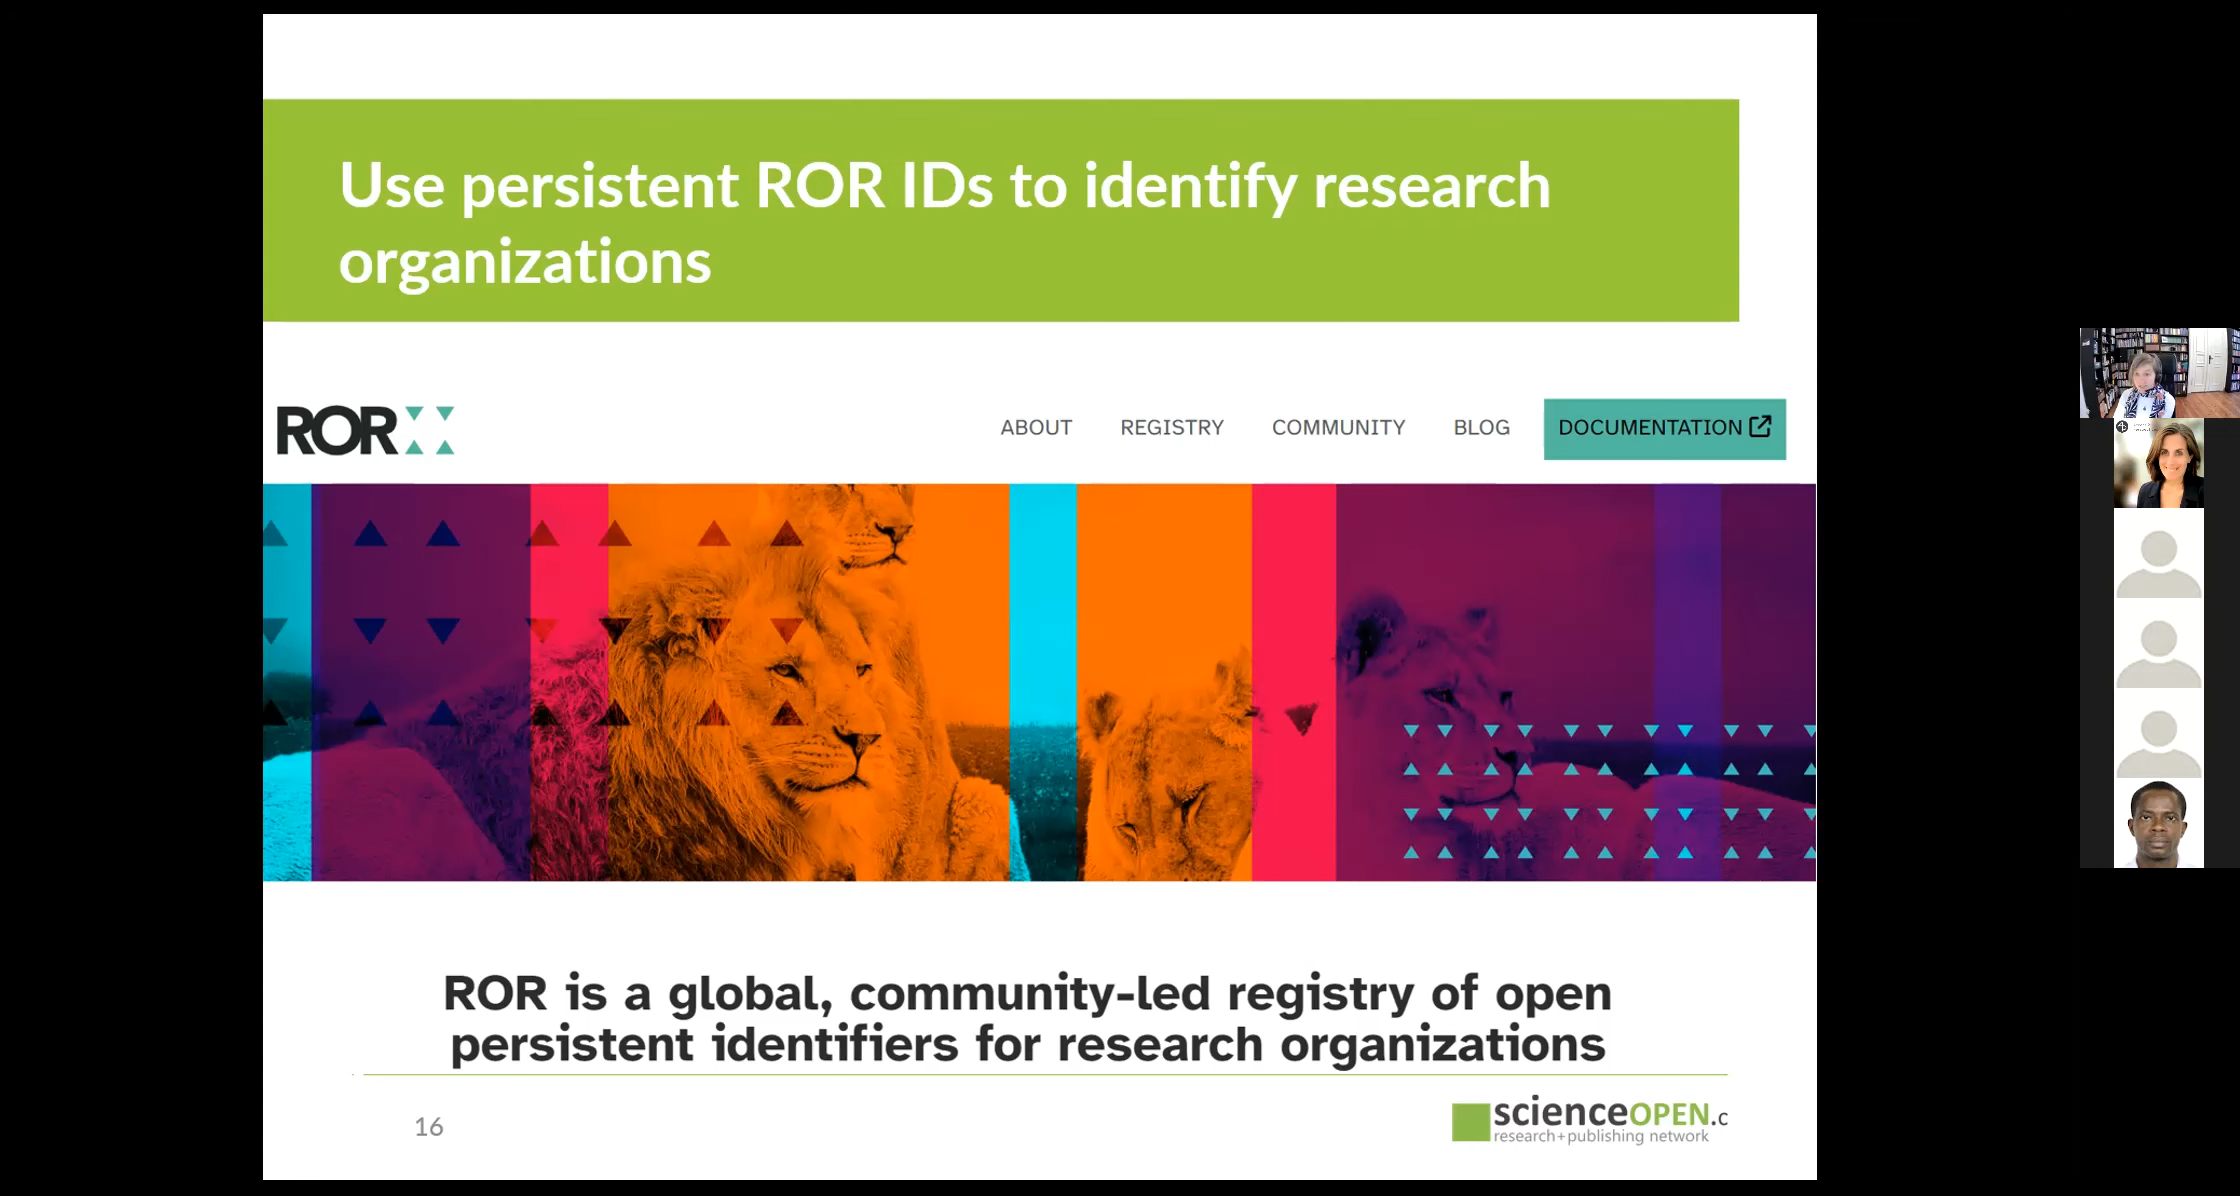 Use persistent ROR IDs to identify research
organizations
ROR
ABOUT REGISTRY COMMUNITY BLOG DOCUMENTATION
ROR is a global, community-led registry of open
persistent identifiers for research organizations
16
scienceOPEN.c
research+publishing network